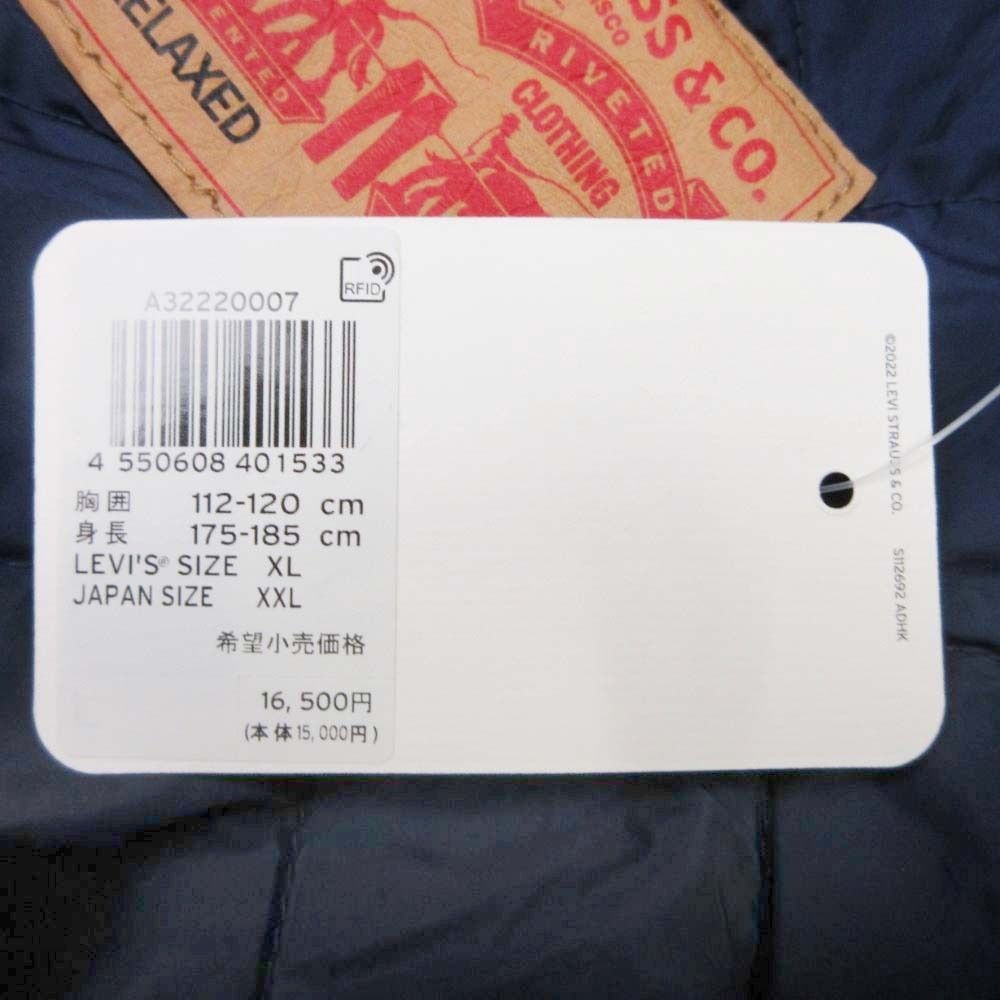 SS & CO.
RIVETED
CLOTHING
RELAXED
RFID
A32220007
4 550608 401533
胸囲 112-120 cm
身長 175-185 cm
LEVI'S® SIZE XL
JAPAN SIZE XXL
希望小売価格
16,500円
(本体15,000円)
©2022 LEVI STRAUSS & CO.
S112692 ADHK